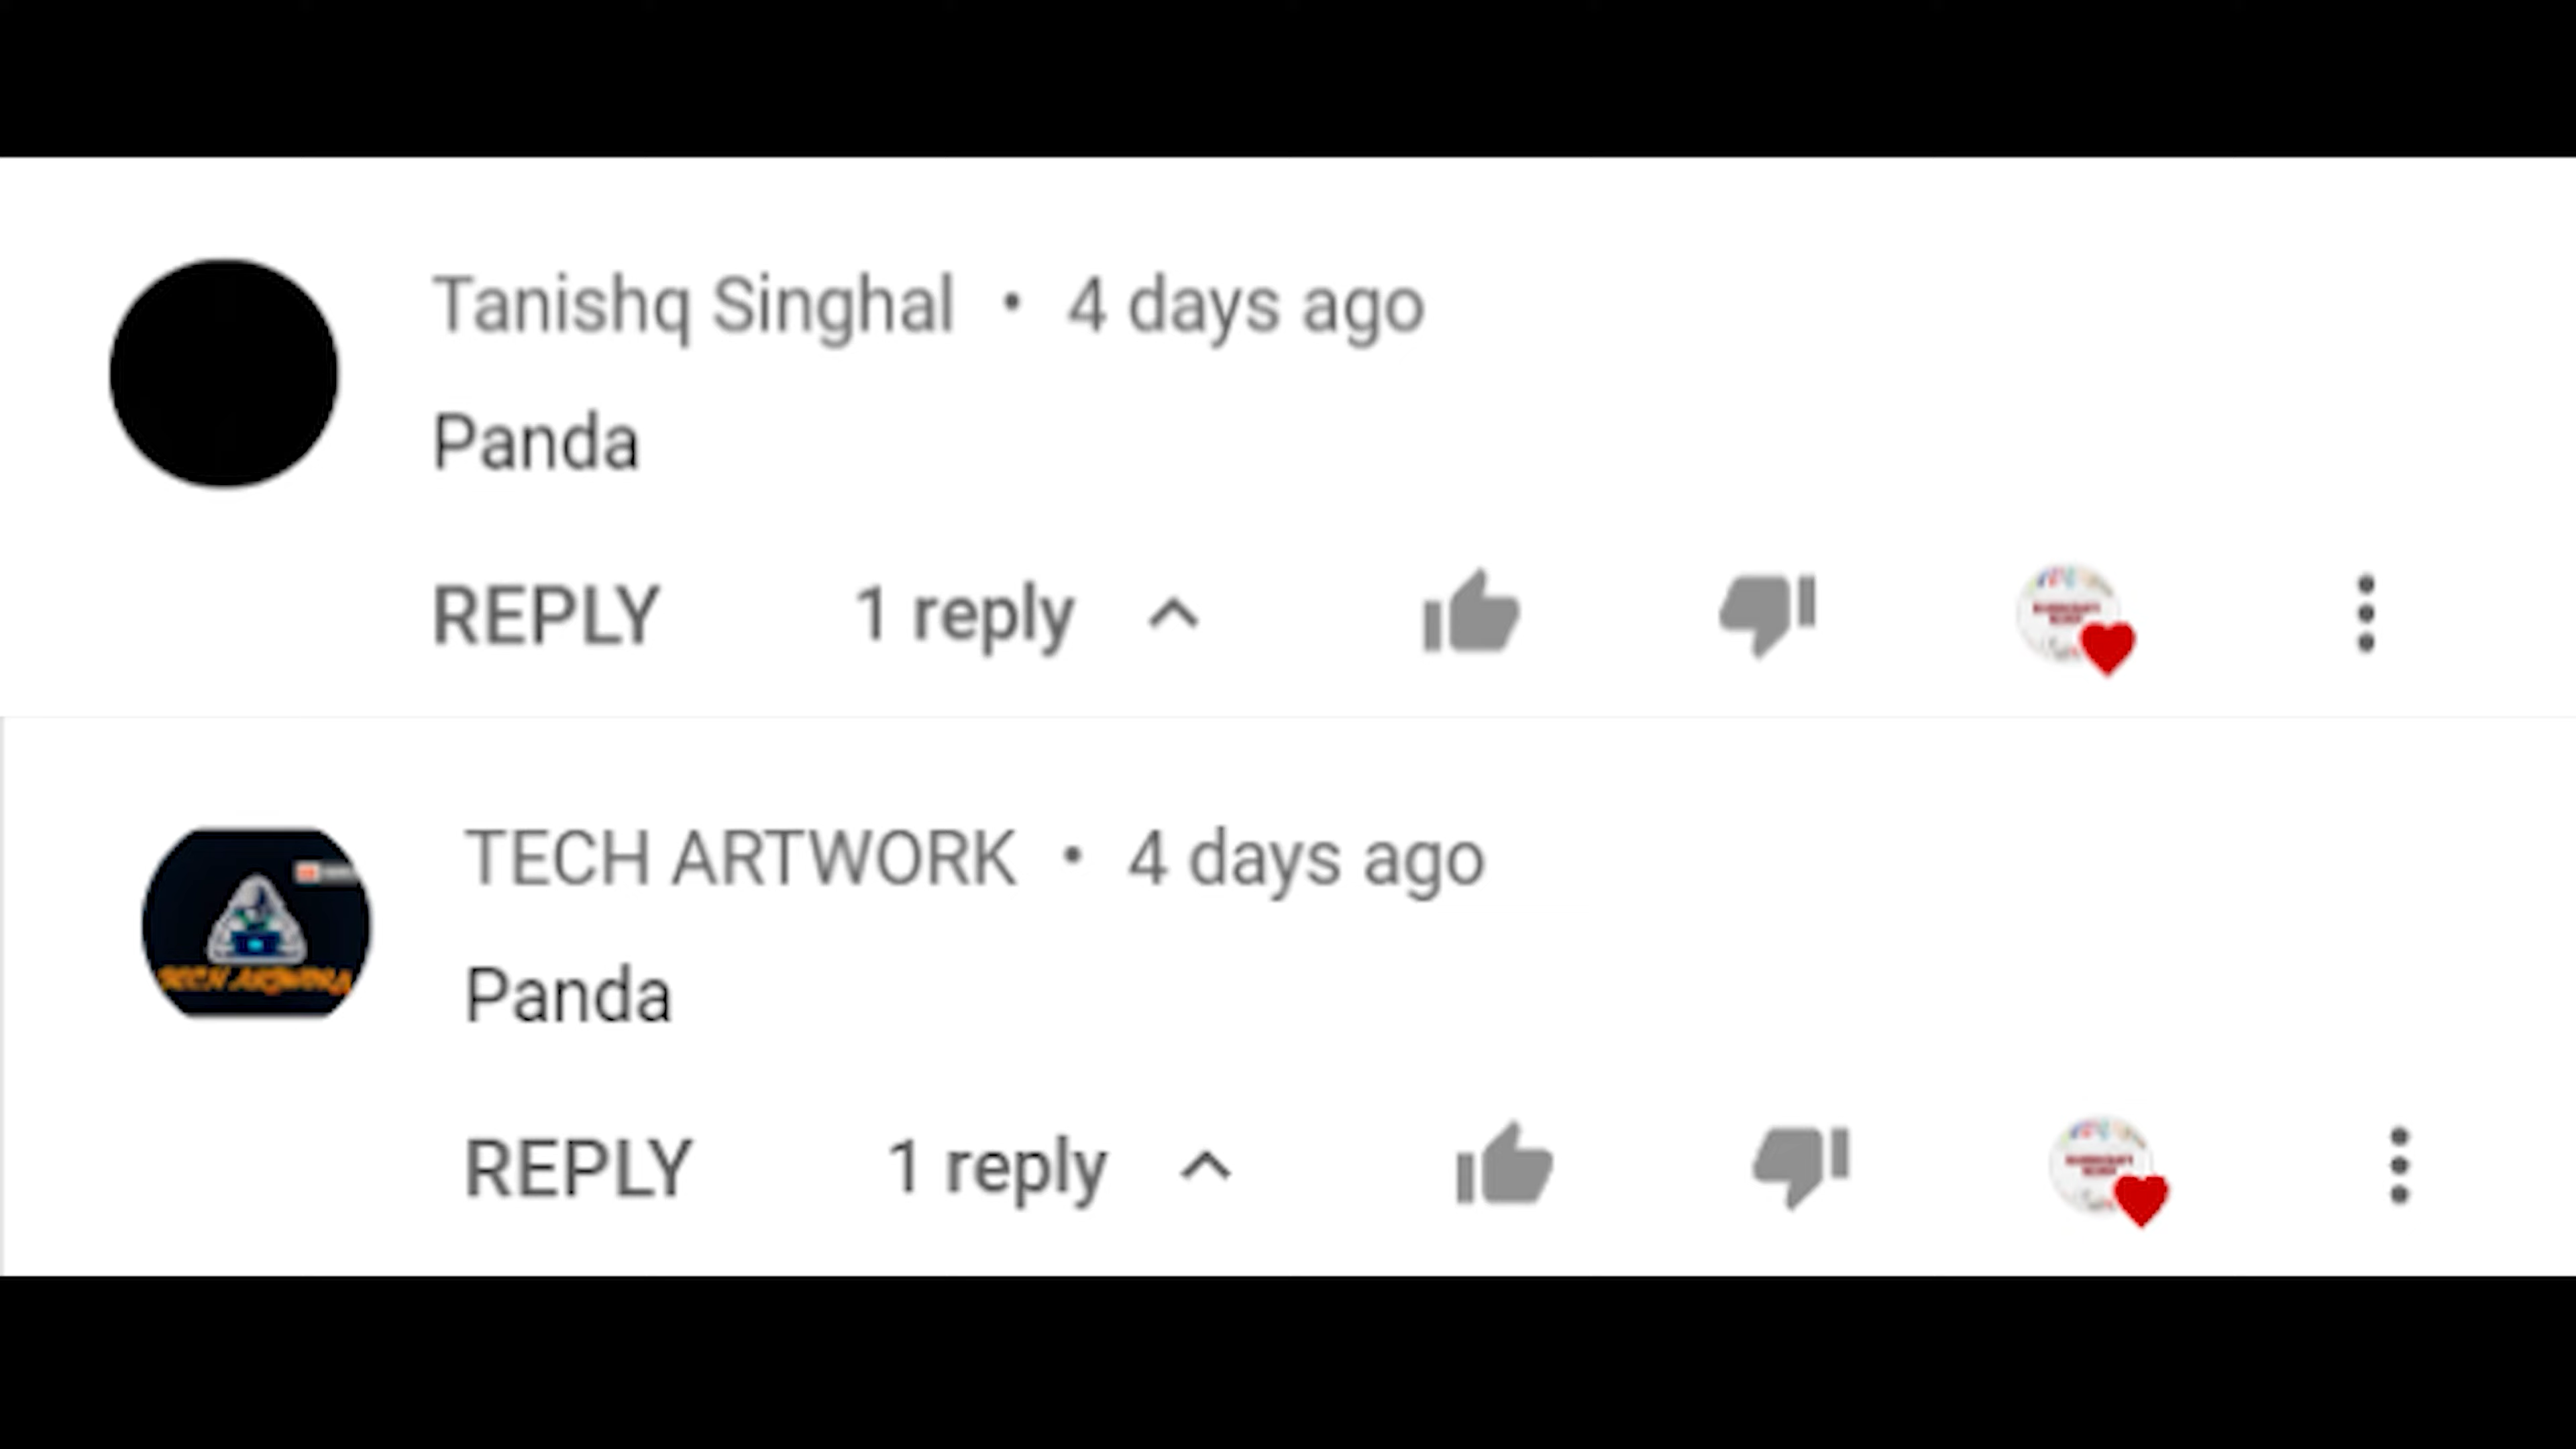 Tanishq Singhal • 4 days ago
Panda
REPLY 1 reply
TECH ARTWORK • 4 days ago
Panda
REPLY 1 reply